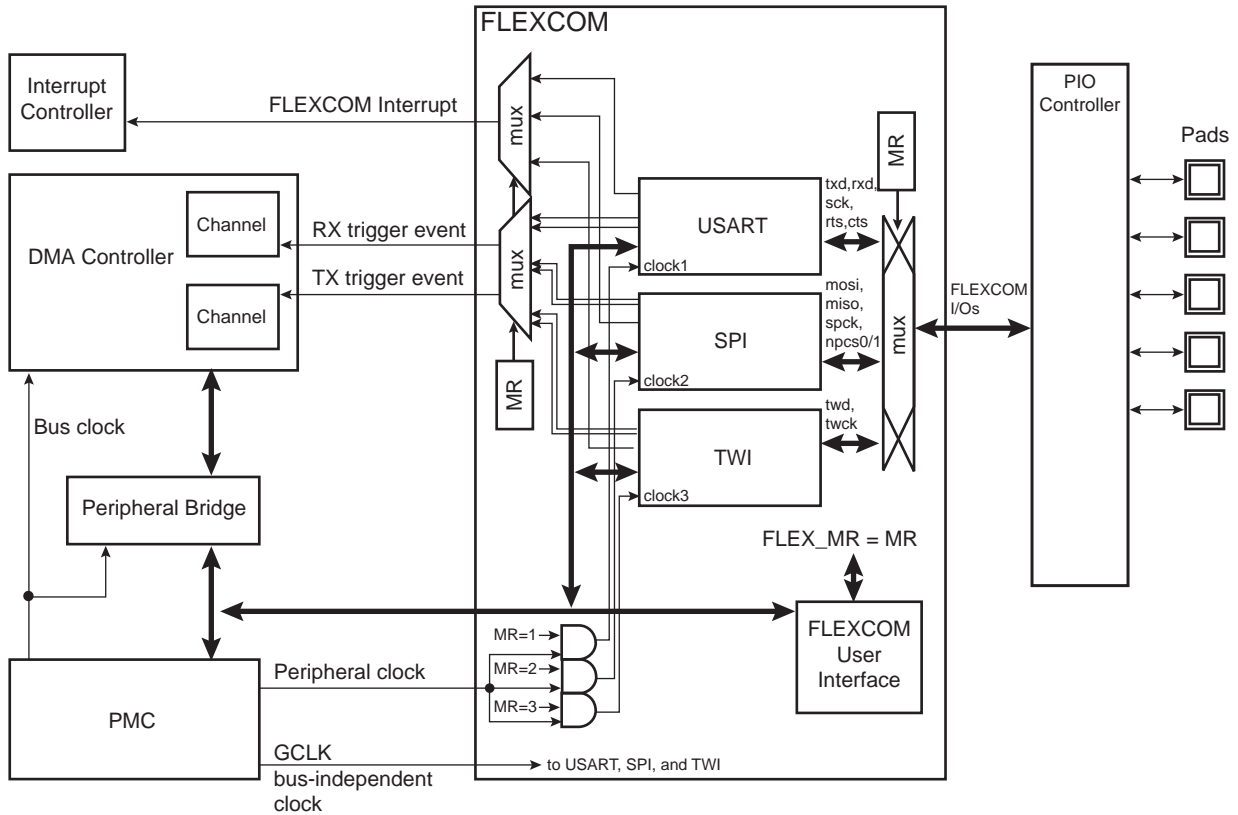 FLEXCOM
Interrupt
Controller
FLEXCOM Interrupt
mux
PIO
Controller
Pads
MR
DMA Controller
Channel
Channel
RX trigger event
TX trigger event
mux
MR
USART
clock1
txd,rxd,
sck,
rts,cts
SPI
clock2
mosi,
miso,
spck,
npcs0/1
mux
FLEXCOM
I/Os
TWI
clock3
twd,
twck
Bus clock
Peripheral Bridge
FLEX_MR = MR
FLEXCOM
User
Interface
MR=1
MR=2
MR=3
Peripheral clock
PMC
GCLK
bus-independent
clock
to USART, SPI, and TWI